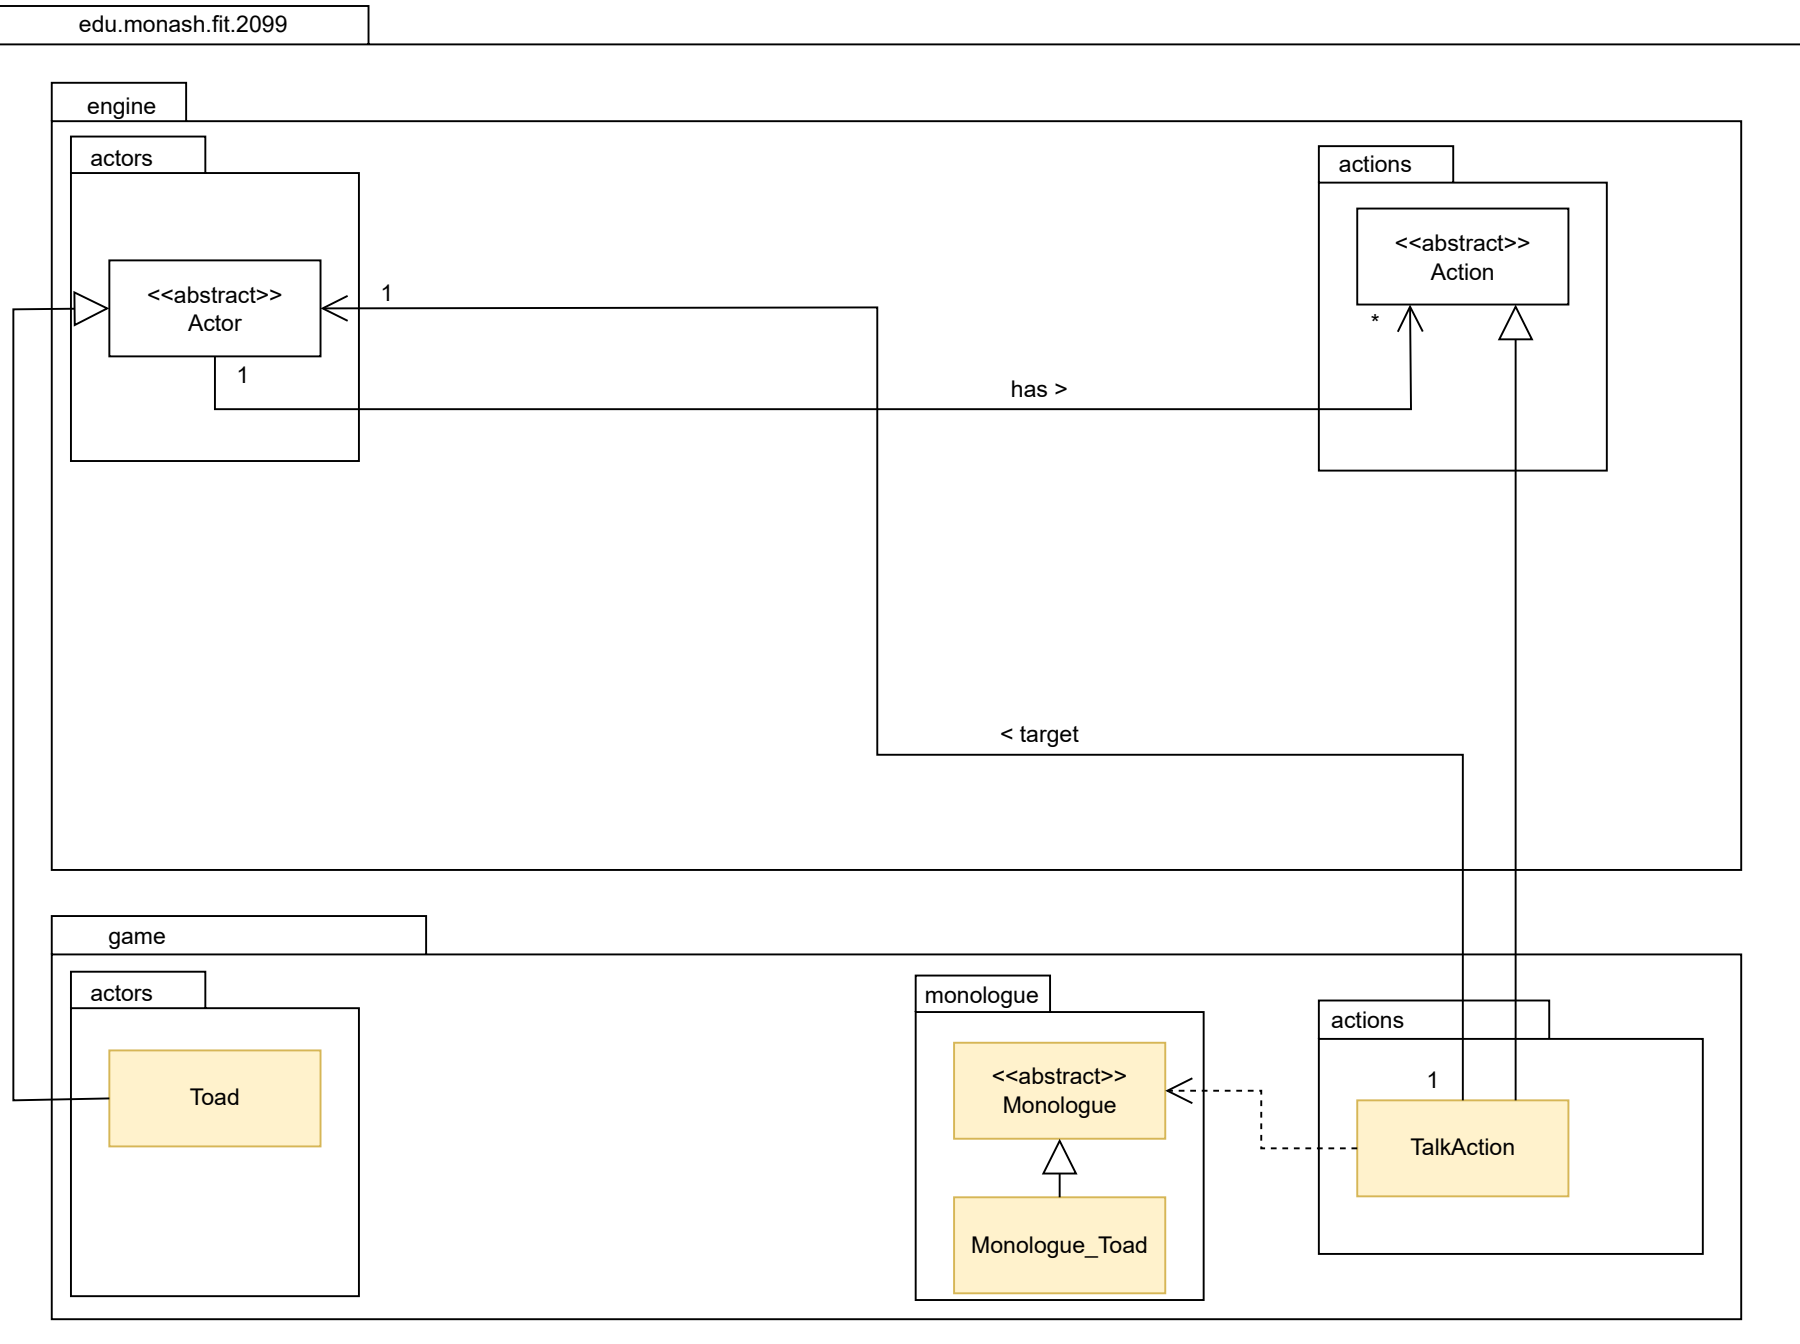 edu.monash.fit.2099
engine
actors
actions
<<abstract>>
Action
<<abstract>>
Actor
1
*
1
has >
< target
game
actors
monologue
actions
<<abstract>>
Monologue
1
Toad
TalkAction
Monologue_Toad